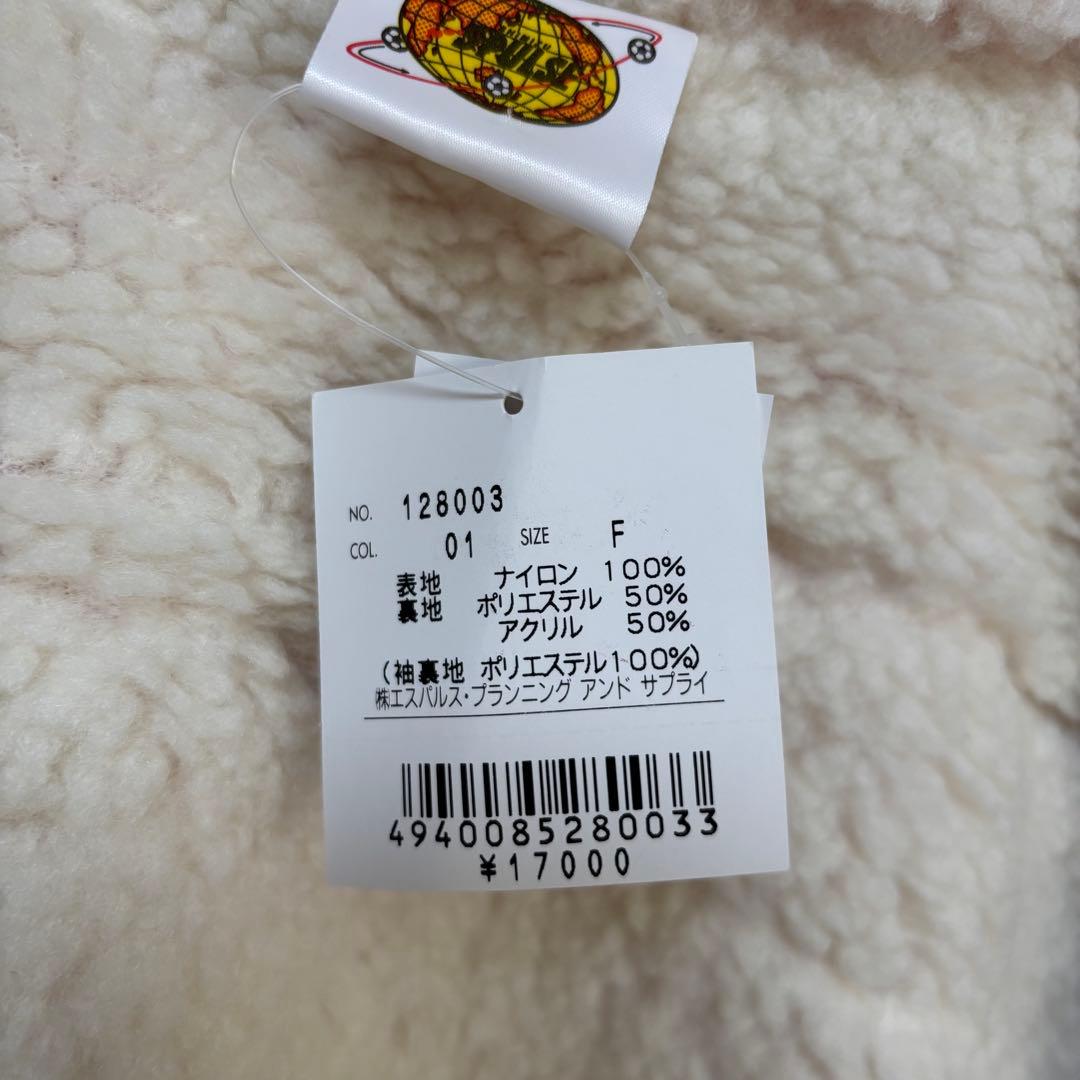 NO. 128003
COL. 01 SIZE F
表地 ナイロン 100%
裏地 ポリエステル 50%
アクリル 50%
(袖裏地 ポリエステル100%)
㈱エスパルス・プランニング アンド サプライ
4940085280033
¥17000